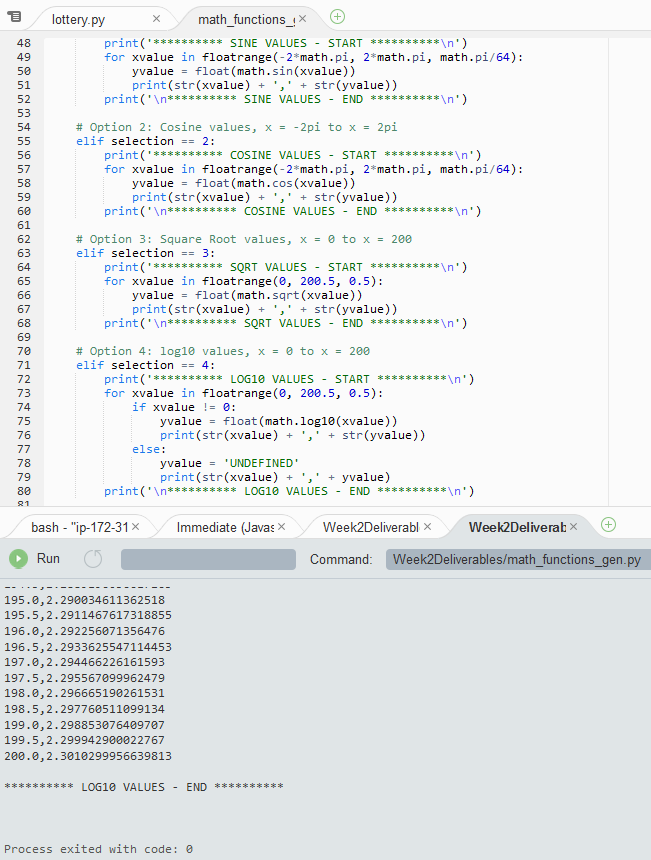 lottery.py ×
math_functions_g ×
48 print('********** SINE VALUES - START **********\n')
49 for xvalue in floatrange(-2*math.pi, 2*math.pi, math.pi/64):
50 yvalue = float(math.sin(xvalue))
51 print(str(xvalue) + ',' + str(yvalue))
52 print('\n********** SINE VALUES - END **********\n')
53
54 # Option 2: Cosine values, x = -2pi to x = 2pi
55 elif selection == 2:
56 print('********** COSINE VALUES - START **********\n')
57 for xvalue in floatrange(-2*math.pi, 2*math.pi, math.pi/64):
58 yvalue = float(math.cos(xvalue))
59 print(str(xvalue) + ',' + str(yvalue))
60 print('\n********** COSINE VALUES - END **********\n')
61
62 # Option 3: Square Root values, x = 0 to x = 200
63 elif selection == 3:
64 print('********** SQRT VALUES - START **********\n')
65 for xvalue in floatrange(0, 200.5, 0.5):
66 yvalue = float(math.sqrt(xvalue))
67 print(str(xvalue) + ',' + str(yvalue))
68 print('\n********** SQRT VALUES - END **********\n')
69
70 # Option 4: log10 values, x = 0 to x = 200
71 elif selection == 4:
72 print('********** LOG10 VALUES - START **********\n')
73 for xvalue in floatrange(0, 200.5, 0.5):
74 if xvalue != 0:
75 yvalue = float(math.log10(xvalue))
76 print(str(xvalue) + ',' + str(yvalue))
77 else:
78 yvalue = 'UNDEFINED'
79 print(str(xvalue) + ',' + yvalue)
80 print('\n********** LOG10 VALUES - END **********\n')
81
bash - "ip-172-31 ×
Immediate (Javas ×
Week2Deliverabl ×
Week2Deliverab ×
Run
Command:
Week2Deliverables/math_functions_gen.py
195.0,2.290034611362518
195.5,2.2911467617318855
196.0,2.292256071356476
196.5,2.2933625547114453
197.0,2.294466226161593
197.5,2.295567099962479
198.0,2.296665190261531
198.5,2.297760511099134
199.0,2.298853076409707
199.5,2.299942900022767
200.0,2.3010299956639813
********** LOG10 VALUES - END **********
Process exited with code: 0